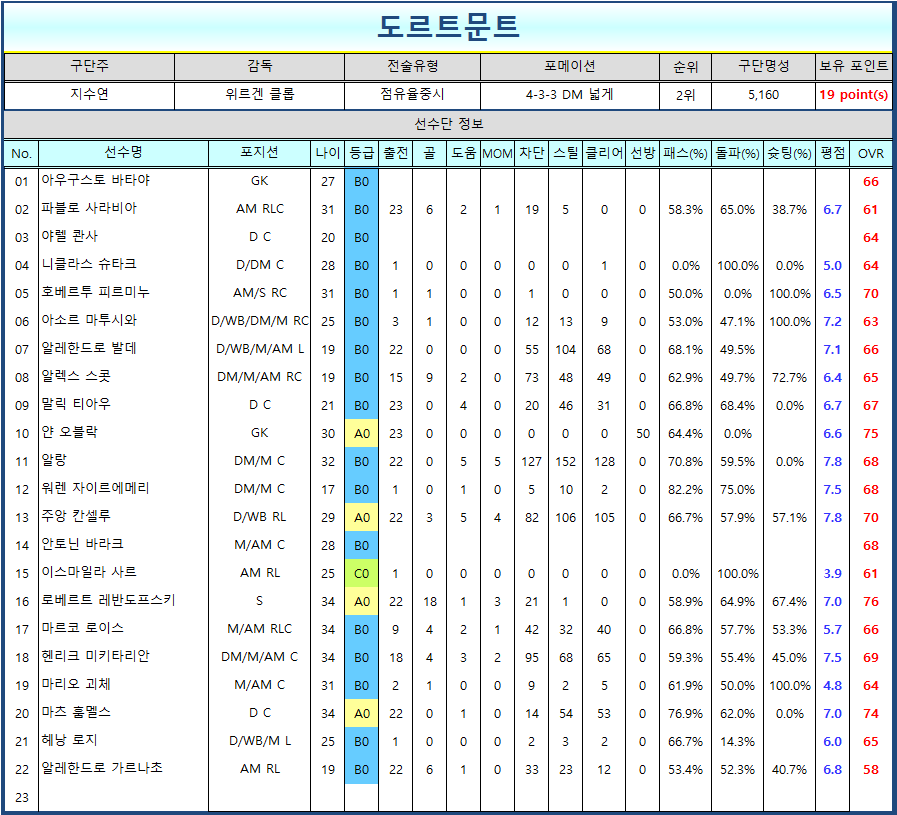 도르트문트
구단주 감독 전술유형 포메이션 순위 구단명성 보유 포인트
지수연 위르겐 클롭 점유율중시 4-3-3 DM 넓게 2위 5,160 19 point(s)
선수단 정보
No. 선수명 포지션 나이 등급 출전 골 도움 MOM 차단 스틸 클리어 선방 패스(%) 돌파(%) 슛팅(%) 평점 OVR
01 아우구스토 바타야 GK 27 B0 66
02 파블로 사라비아 AM RLC 31 B0 23 6 2 1 19 5 0 0 58.3% 65.0% 38.7% 6.7 61
03 야렐 콴사 D C 20 B0 64
04 니클라스 슈타크 D/DM C 28 B0 1 0 0 0 0 0 1 0 0.0% 100.0% 0.0% 5.0 64
05 호베르투 피르미누 AM/S RC 31 B0 1 1 0 0 1 0 0 0 50.0% 0.0% 100.0% 6.5 70
06 아소르 마투시와 D/WB/DM/M RC 25 B0 3 1 0 0 12 13 9 0 53.0% 47.1% 100.0% 7.2 63
07 알레한드로 발데 D/WB/M/AM L 19 B0 22 0 0 0 55 104 68 0 68.1% 49.5% 7.1 66
08 알렉스 스콧 DM/M/AM RC 19 B0 15 9 2 0 73 48 49 0 62.9% 49.7% 72.7% 6.4 65
09 말릭 티아우 D C 21 B0 23 0 4 0 20 46 31 0 66.8% 68.4% 0.0% 6.7 67
10 얀 오블락 GK 30 A0 23 0 0 0 0 0 0 50 64.4% 0.0% 6.6 75
11 알랑 DM/M C 32 B0 22 0 5 5 127 152 128 0 70.8% 59.5% 0.0% 7.8 68
12 워렌 자이르에메리 DM/M C 17 B0 1 0 1 0 5 10 2 0 82.2% 75.0% 7.5 68
13 주앙 칸셀루 D/WB RL 29 A0 22 3 5 4 82 106 105 0 66.7% 57.9% 57.1% 7.8 70
14 안토닌 바라크 M/AM C 28 B0 68
15 이스마일라 사르 AM RL 25 C0 1 0 0 0 0 0 0 0 0.0% 100.0% 3.9 61
16 로베르트 레반도프스키 S 34 A0 22 18 1 3 21 1 0 0 58.9% 64.9% 67.4% 7.0 76
17 마르코 로이스 M/AM RLC 34 B0 9 4 2 1 42 32 40 0 66.8% 57.7% 53.3% 5.7 66
18 헨리크 미키타리안 DM/M/AM C 34 B0 18 4 3 2 95 68 65 0 59.3% 55.4% 45.0% 7.5 69
19 마리오 괴체 M/AM C 31 B0 2 1 0 0 9 2 5 0 61.9% 50.0% 100.0% 4.8 64
20 마츠 훔멜스 D C 34 A0 22 0 1 0 14 54 53 0 76.9% 62.0% 0.0% 7.0 74
21 헤낭 로지 D/WB/M L 25 B0 1 0 0 0 2 3 2 0 66.7% 14.3% 6.0 65
22 알레한드로 가르나초 AM RL 19 B0 22 6 1 0 33 23 12 0 53.4% 52.3% 40.7% 6.8 58
23